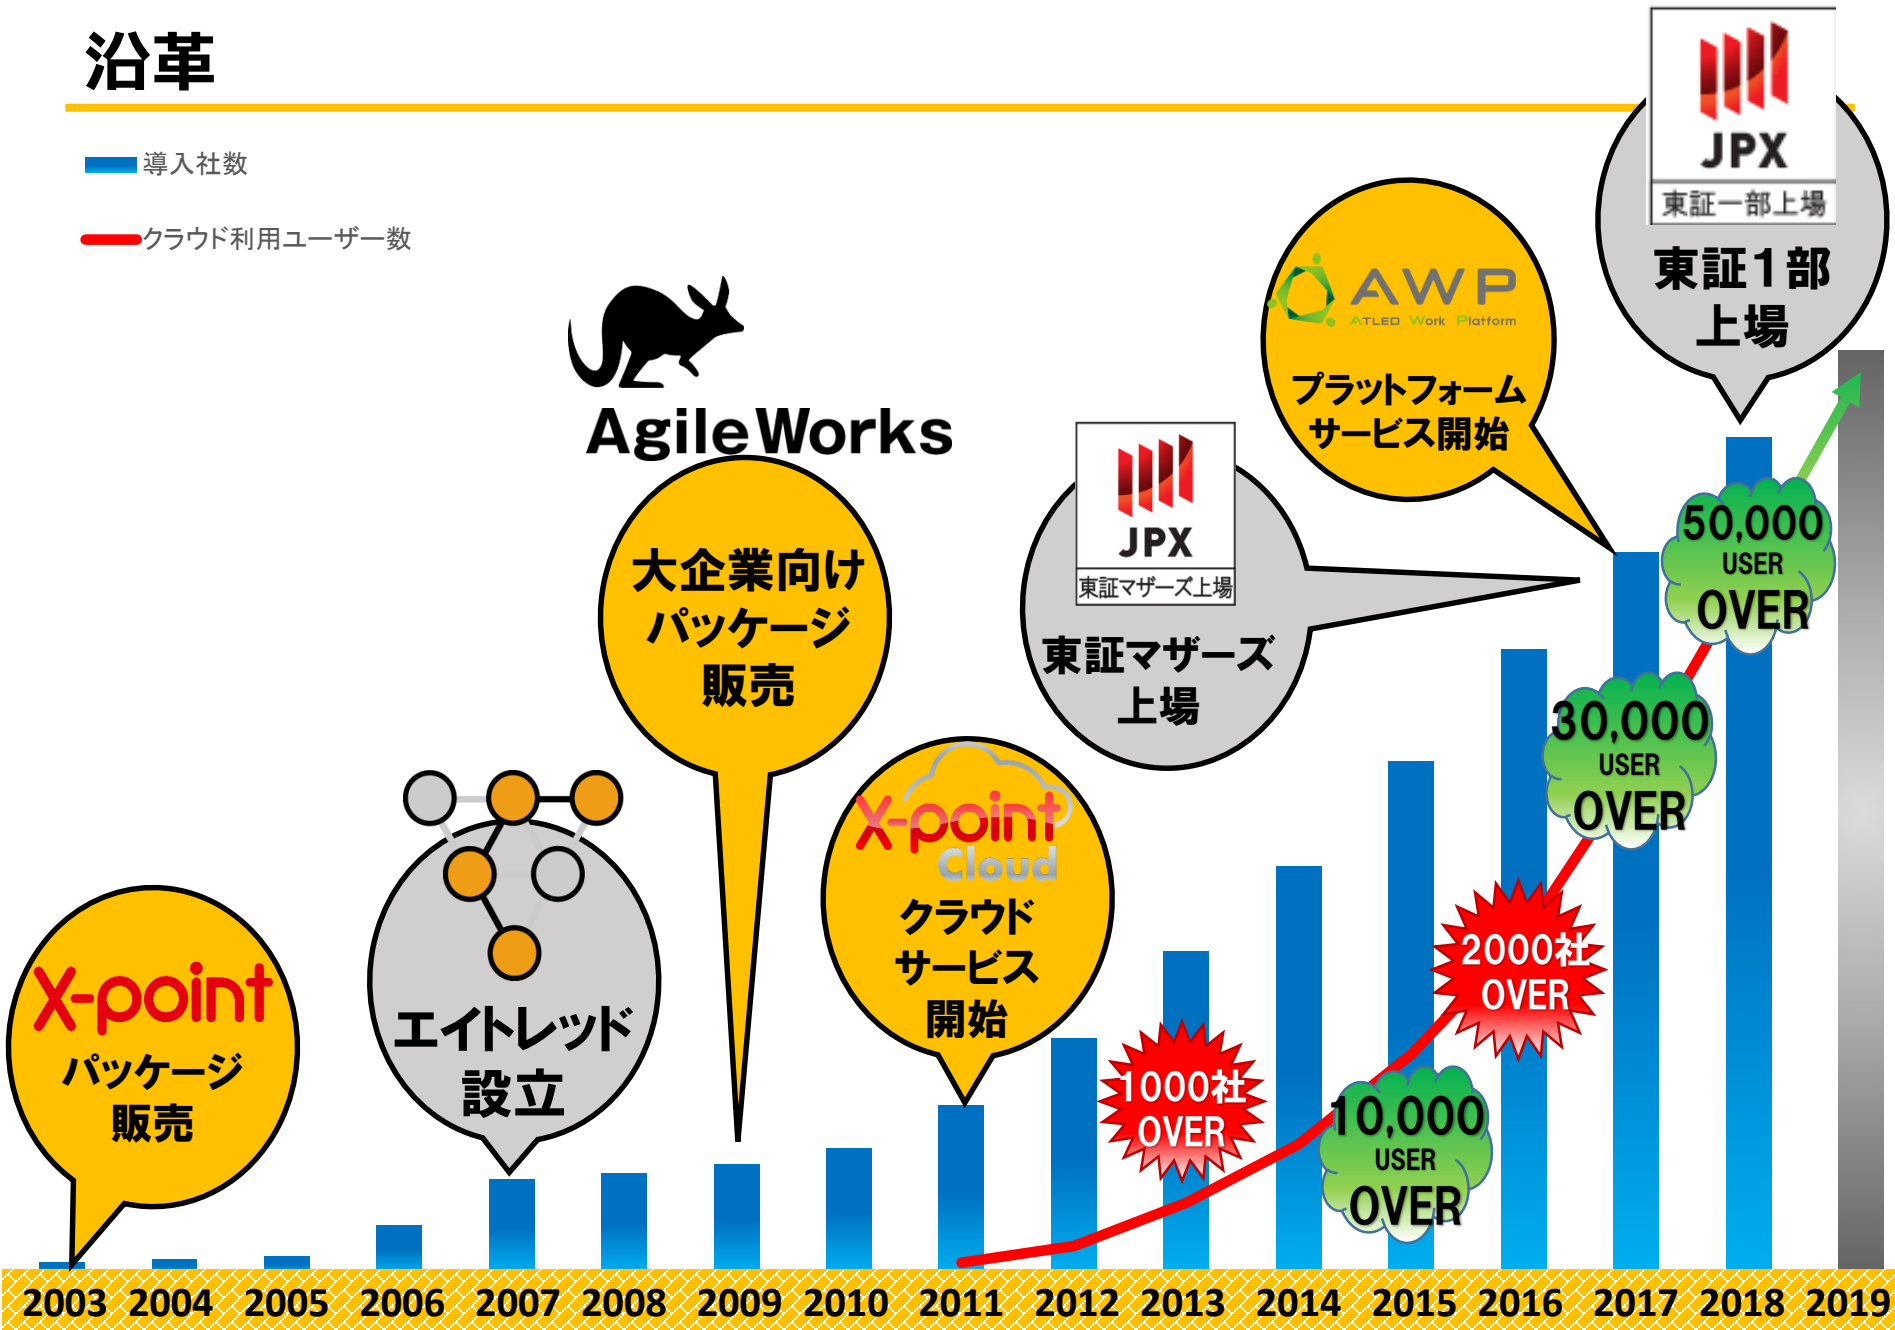 沿革
導入社数
クラウド利用ユーザー数
X-point
パッケージ
販売
エイトレッド
設立
AgileWorks
大企業向け
パッケージ
販売
X-point
Cloud
クラウド
サービス
開始
JPX
東証マザーズ上場
東証マザーズ
上場
AWP
ATLED Work Platform
プラットフォーム
サービス開始
JPX
東証一部上場
東証1部
上場
1000社
OVER
10,000
USER
OVER
2000社
OVER
30,000
USER
OVER
50,000
USER
OVER
2003 2004 2005 2006 2007 2008 2009 2010 2011 2012 2013 2014 2015 2016 2017 2018 2019